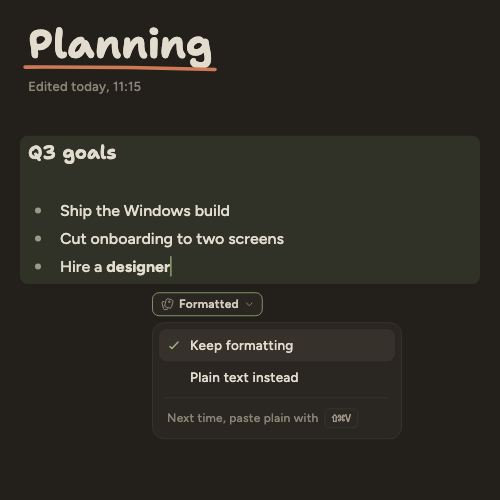 Planning
Edited today, 11:15
Q3 goals
Ship the Windows build
Cut onboarding to two screens
Hire a designer
Formatted
Keep formatting
Plain text instead
Next time, paste plain with ⇧⌘V